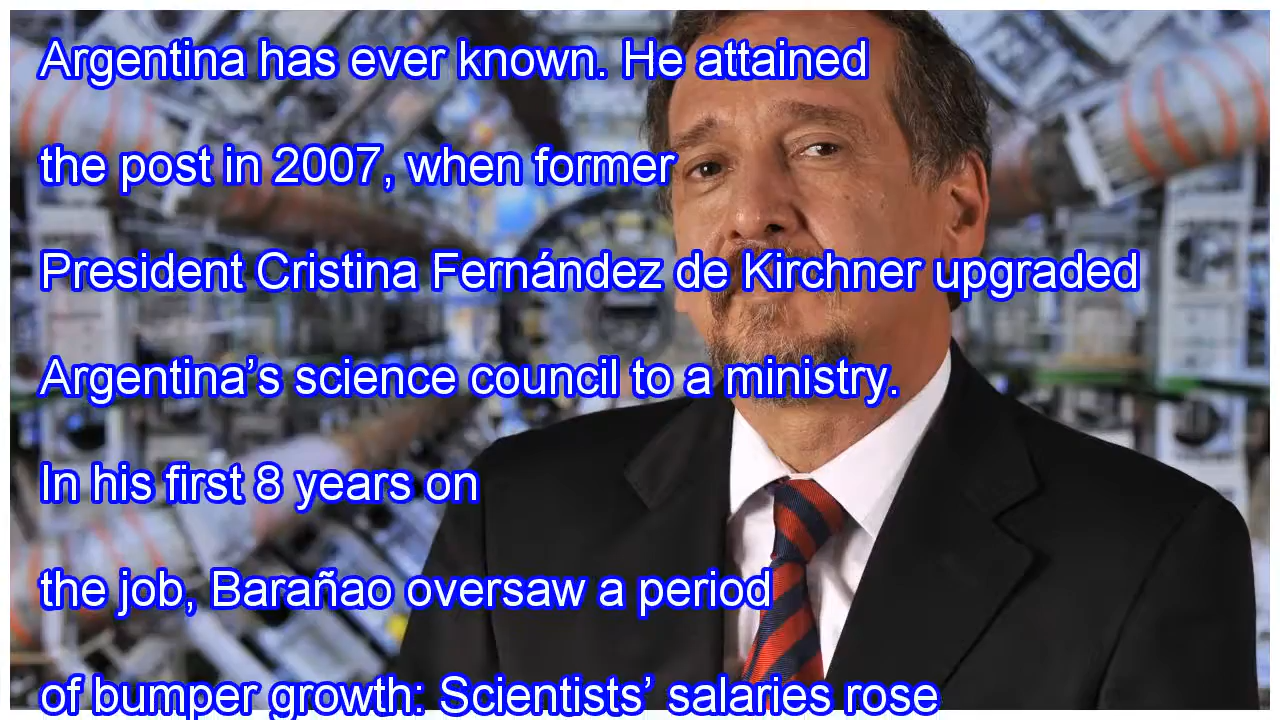 Argentina has ever known. He attained
the post in 2007, when former
President Cristina Fernández de Kirchner upgraded
Argentina’s science council to a ministry.
In his first 8 years on
the job, Barañao oversaw a period
of bumper growth: Scientists’ salaries rose